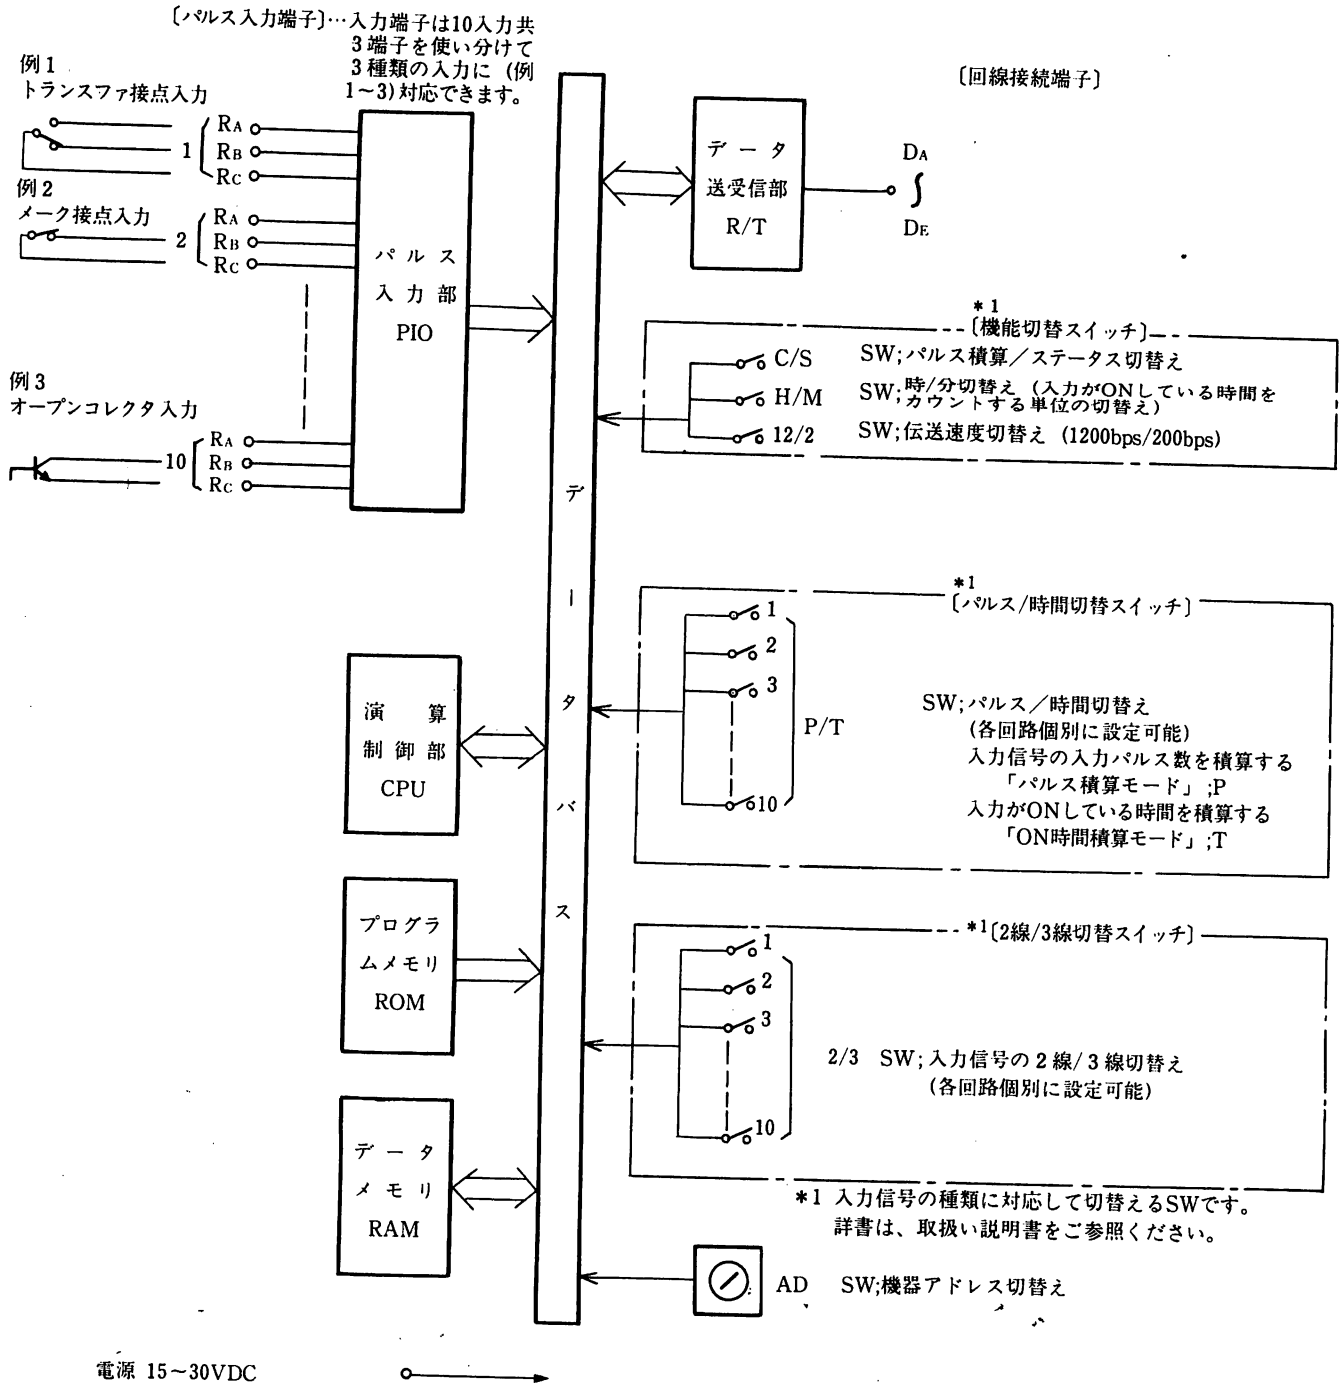 〔パルス入力端子〕…入力端子は10入力共
3端子を使い分けて
3種類の入力に (例
1~3)対応できます。
例1
トランスファ接点入力
1
RA
RB
RC
例2
メーク接点入力
2
RA
RB
RC
例3
オープンコレクタ入力
10
RA
RB
RC
パルス
入力部
PIO
演算
制御部
CPU
プログラ
ムメモリ
ROM
データ
メモリ
RAM
データバス
〔回線接続端子〕
データ
送受信部
R/T
DA
∫
DE
*1
〔機能切替スイッチ〕
C/S SW;パルス積算/ステータス切替え
H/M SW;時/分切替え (入力がONしている時間を
カウントする単位の切替え)
12/2 SW;伝送速度切替え (1200bps/200bps)
*1
〔パルス/時間切替スイッチ〕
1
2
3
10
P/T
SW;パルス/時間切替え
(各回路個別に設定可能)
入力信号の入力パルス数を積算する
「パルス積算モード」;P
入力がONしている時間を積算する
「ON時間積算モード」;T
*1〔2線/3線切替スイッチ〕
1
2
3
10
2/3 SW;入力信号の2線/3線切替え
(各回路個別に設定可能)
*1 入力信号の種類に対応して切替えるSWです。
詳書は、取扱い説明書をご参照ください。
AD SW;機器アドレス切替え
電源 15~30VDC